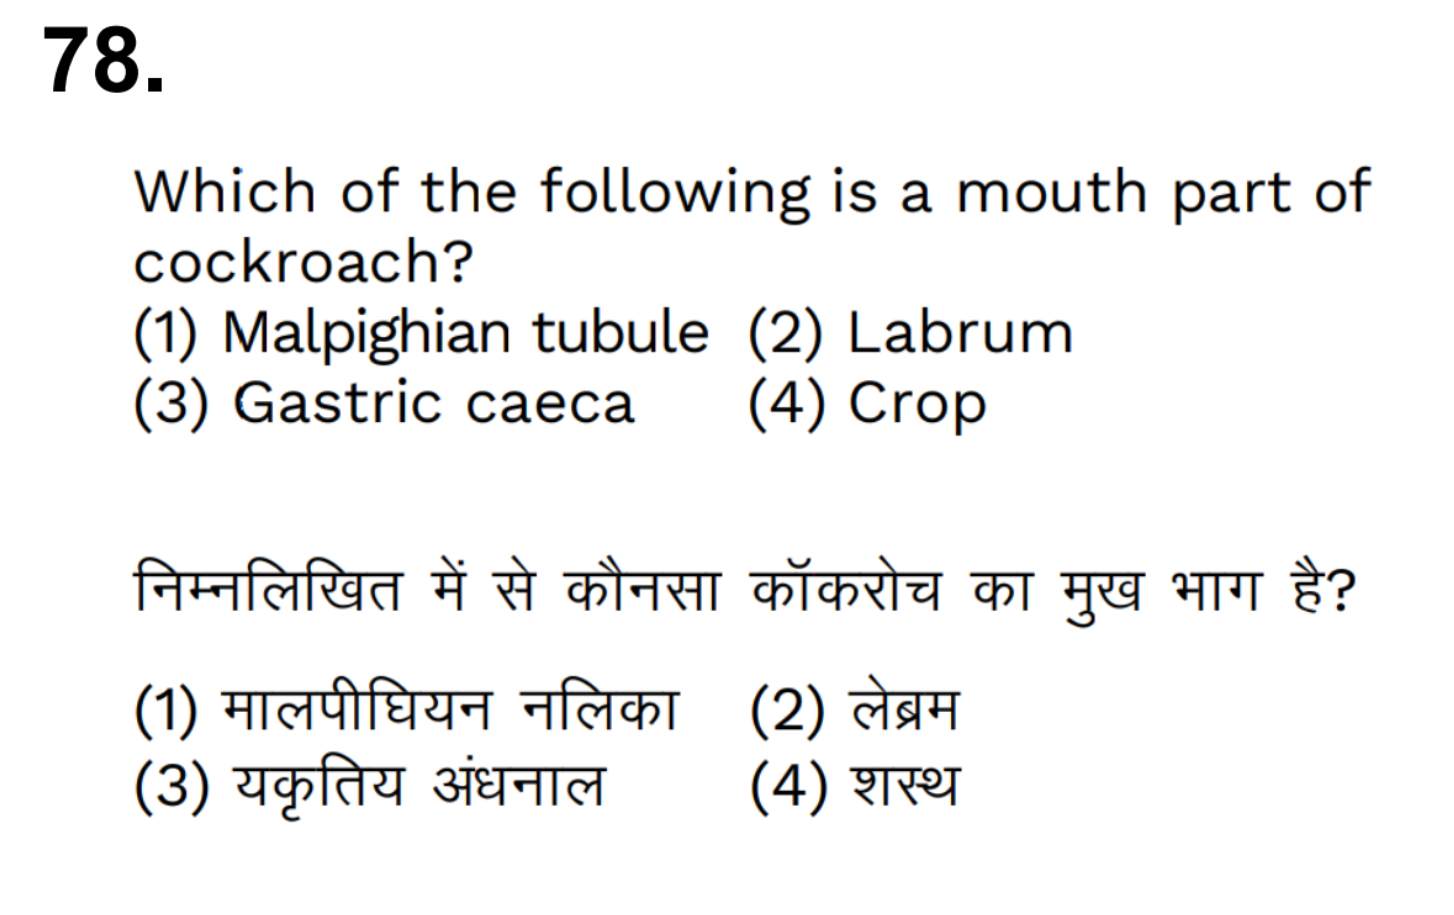 78.
Which of the following is a mouth part of
cockroach?
(1) Malpighian tubule (2) Labrum
(3) Gastric caeca (4) Crop
निम्नलिखित में से कौनसा कॉकरोच का मुख भाग है?
(1) मालपीघियन नलिका (2) लेब्रम
(3) यकृतिय अंधनाल (4) शस्थ